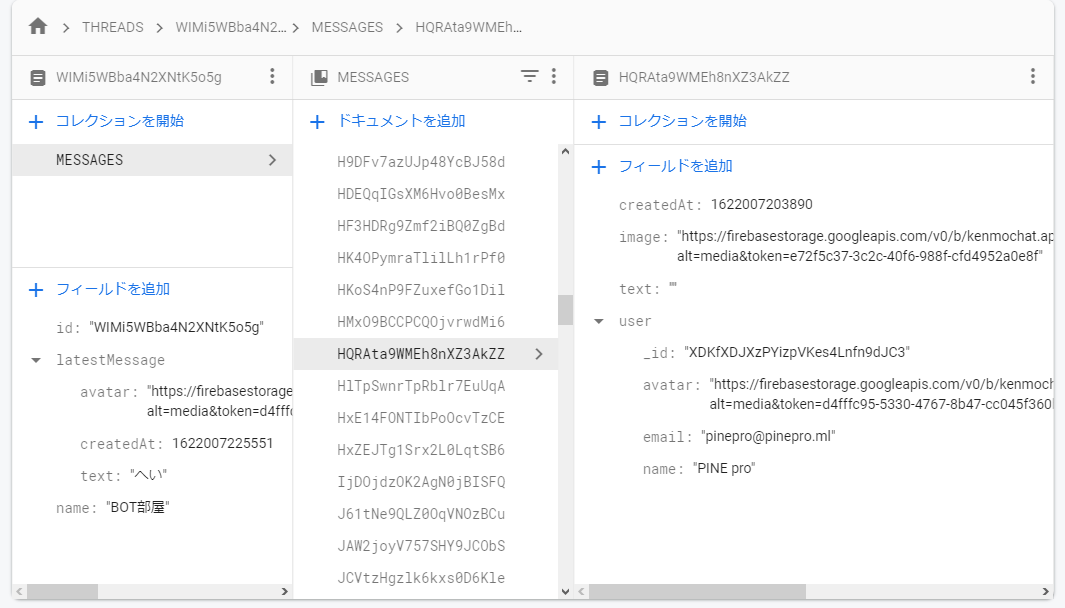 THREADS
WIMi5WBba4N2...
MESSAGES
HQRAta9WMEh...
WIMi5WBba4N2XNtK5o5g
コレクションを開始
MESSAGES
フィールドを追加
id: "WIMi5WBba4N2XNtK5o5g"
latestMessage
avatar: "https://firebasestorage
alt=media&token=d4fffc
createdAt: 1622007225551
text: "へい"
name: "BOT部屋"
MESSAGES
ドキュメントを追加
H9DFv7azUJp48YcBJ58d
HDEQqIGsXM6Hvo0BesMx
HF3HDRg9Zmf2iBQ0ZgBd
HK4OPymraTlilLh1rPf0
HKoS4nP9FZuxefGo1Dil
HMxO9BCCPCQOjvrwdMi6
HQRAta9WMEh8nXZ3AkZZ
HlTpSwnrTpRblr7EuUqA
HxE14FONTIbPoOcvTzCE
HxZEJTg1Srx2L0LqtSB6
IjDOjdzOK2AgN0jBISFQ
J61tNe9QLZ0OqVNOzBCu
JAW2joyV757SHY9JCObS
JCVtzHgzlk6kxs0D6Kle
HQRAta9WMEh8nXZ3AkZZ
コレクションを開始
フィールドを追加
createdAt: 1622007203890
image: "https://firebasestorage.googleapis.com/v0/b/kenmochat.ap
alt=media&token=e72f5c37-3c2c-40f6-988f-cfd4952a0e8f"
text: ""
user
_id: "XDKfXDJXzPYizpVKes4Lnfn9dJC3"
avatar: "https://firebasestorage.googleapis.com/v0/b/kenmoch
alt=media&token=d4fffc95-5330-4767-8b47-cc045f360
email: "pinepro@pinepro.ml"
name: "PINE pro"